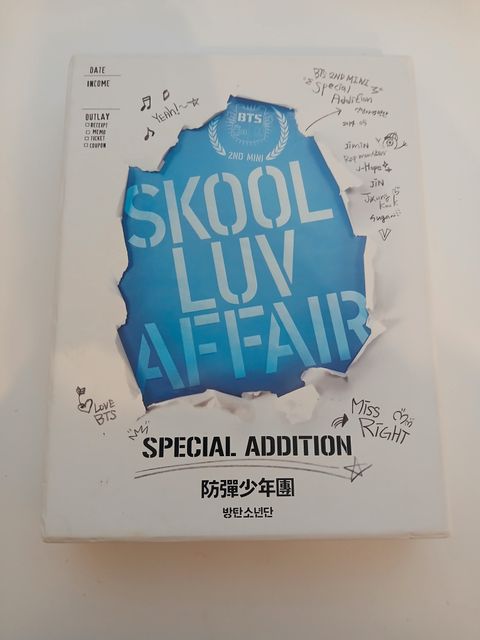 DATE
INCOME
OUTLAY
RECEIPT
MEMO
TICKET
COUPON
YEAH!~
BTS 2ND MINI
"Special
Addition"
2014.05
Jimin
Rap monster
J-Hope
JIN
Jung
Kook
Suga
BTS
2ND MINI
SKOOL
LUV
AFFAIR
LOVE
BTS
MISS
RIGHT
SPECIAL ADDITION
防彈少年團
방탄소년단